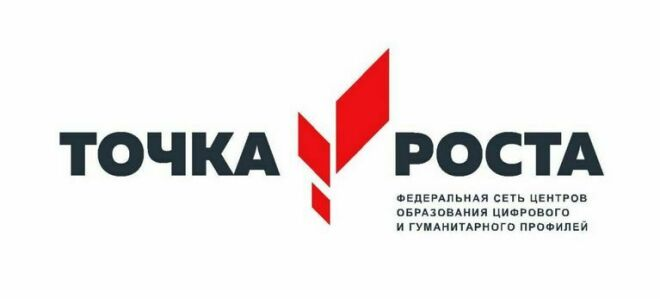 ТОЧКА РОСТА
ФЕДЕРАЛЬНАЯ СЕТЬ ЦЕНТРОВ
ОБРАЗОВАНИЯ ЦИФРОВОГО
И ГУМАНИТАРНОГО ПРОФИЛЕЙ